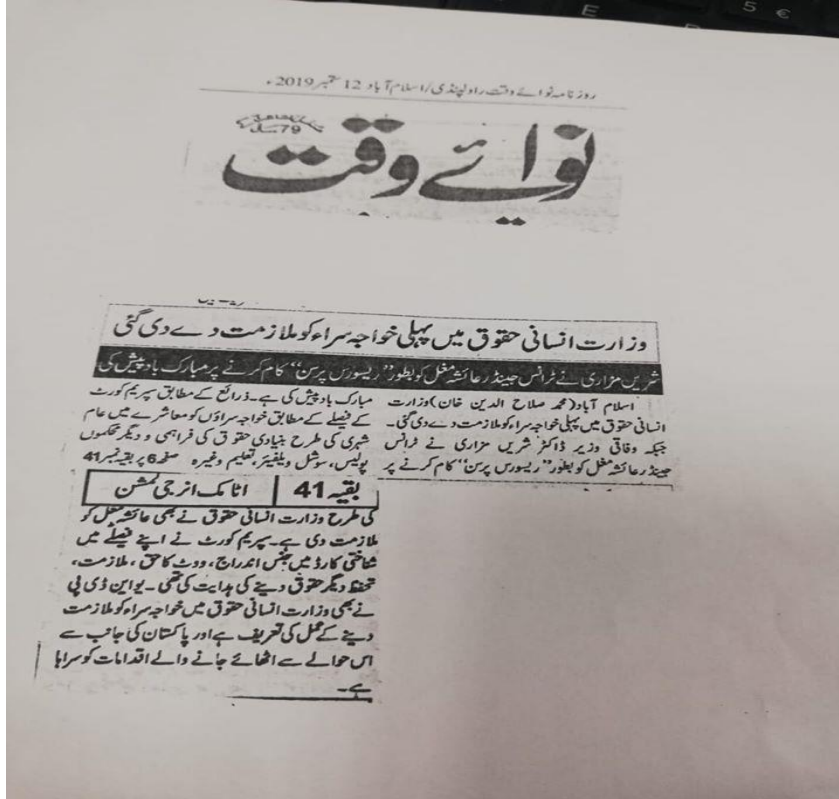 5 €
E
روزنامہ نوائے وقت راولپنڈی/اسلام آباد 12 ستمبر 2019ء
79 سال
نوائے وقت
وزارت انسانی حقوق میں پہلی خواجہ سراء کو ملازمت دے دی گئی
شریں مزاری نے ٹرانس جینڈر عائشہ مغل کو بطور "ریسورس پرسن" کام کرنے پر مبارک باد پیش کی
اسلام آباد (محمد صلاح الدین خان) وزارت
انسانی حقوق میں پہلی خواجہ سراء کو ملازمت دے دی گئی۔
جبکہ وفاقی وزیر ڈاکٹر شریں مزاری نے ٹرانس
جینڈر عائشہ مغل کو بطور "ریسورس پرسن" کام کرنے پر
مبارک باد پیش کی ہے۔ ذرائع کے مطابق سپریم کورٹ
کے فیصلے کے مطابق خواجہ سراؤں کو معاشرے میں عام
شہری کی طرح بنیادی حقوق کی فراہمی و دیگر محکموں
پولیس، سوشل ویلفیئر، تعلیم وغیرہ صفحہ 6 پر بقیہ نمبر 41
بقیہ 41 اٹامک انرجی کمشن
کی طرح وزارت انسانی حقوق نے بھی عائشہ مغل کو
ملازمت دی ہے۔ سپریم کورٹ نے اپنے فیصلے میں
شناختی کارڈ میں جنس اندراج، ووٹ کا حق، ملازمت،
تحفظ دیگر حقوق دینے کی ہدایت کی تھی۔ یو این ڈی پی
نے بھی وزارت انسانی حقوق میں خواجہ سراء کو ملازمت
دینے کے عمل کی تعریف ہے اور پاکستان کی جانب سے
اس حوالے سے اٹھائے جانے والے اقدامات کو سراہا
ہے۔